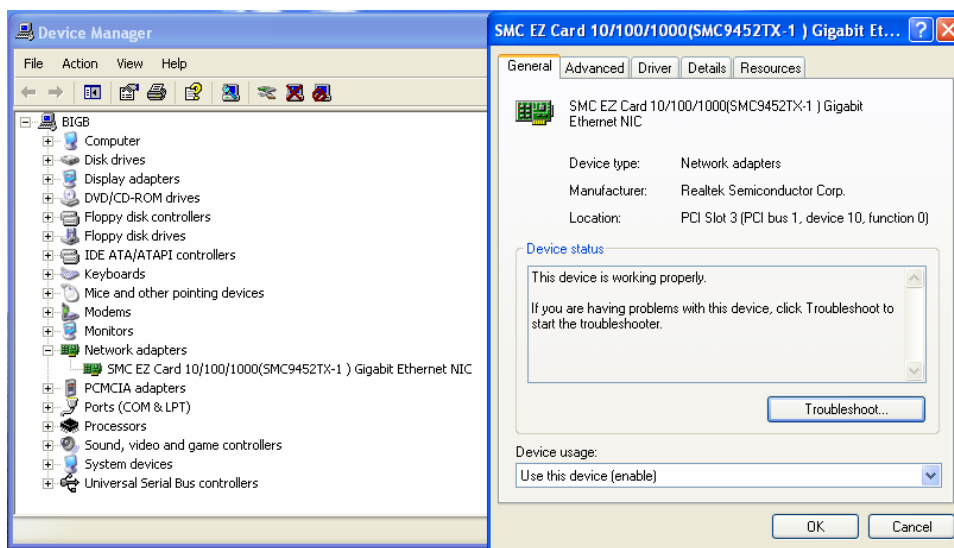 Device Manager
File Action View Help
BIGB
Computer
Disk drives
Display adapters
DVD/CD-ROM drives
Floppy disk controllers
Floppy disk drives
IDE ATA/ATAPI controllers
Keyboards
Mice and other pointing devices
Modems
Monitors
Network adapters
SMC EZ Card 10/100/1000(SMC9452TX-1 ) Gigabit Ethernet NIC
PCMCIA adapters
Ports (COM & LPT)
Processors
Sound, video and game controllers
System devices
Universal Serial Bus controllers
SMC EZ Card 10/100/1000(SMC9452TX-1 ) Gigabit Et...
General Advanced Driver Details Resources
SMC EZ Card 10/100/1000(SMC9452TX-1 ) Gigabit
Ethernet NIC
Device type: Network adapters
Manufacturer: Realtek Semiconductor Corp.
Location: PCI Slot 3 (PCI bus 1, device 10, function 0)
Device status
This device is working properly.
If you are having problems with this device, click Troubleshoot to
start the troubleshooter.
Troubleshoot...
Device usage:
Use this device (enable)
OK Cancel